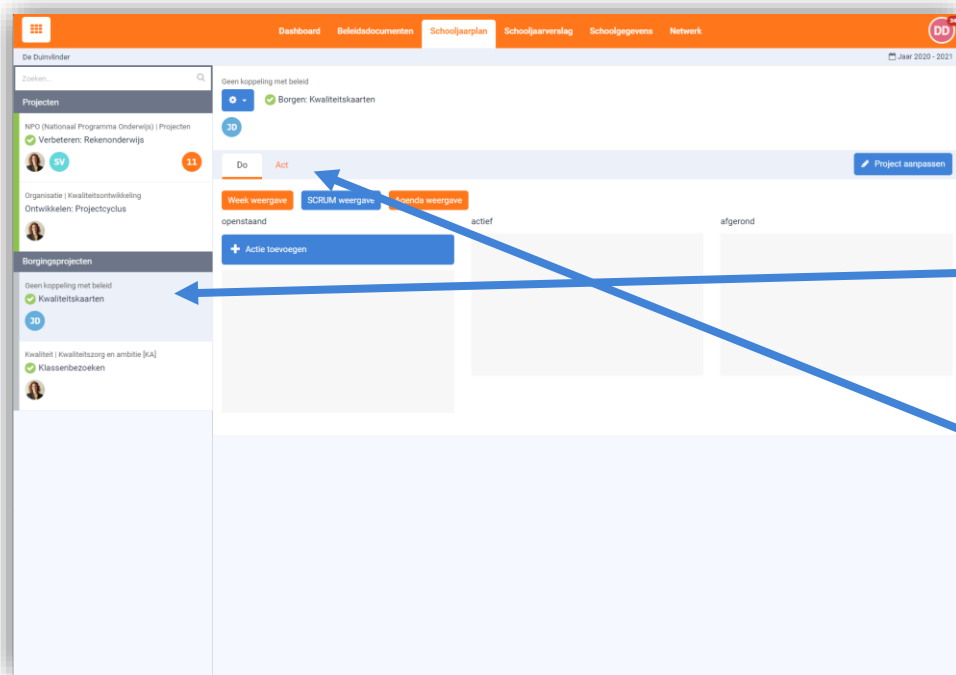 Dashboard Beleidsdocumenten Schooljaarplan Schooljaarverslag Schoolgegevens Netwerk DD
De Duinvlinder Jaar 2020 - 2021
Zoeken...
Projecten
NPO (Nationaal Programma Onderwijs) | Projecten
Verbeteren: Rekenonderwijs
SV 11
Organisatie | Kwaliteitsontwikkeling
Ontwikkelen: Projectcyclus
Borgingsprojecten
Geen koppeling met beleid
Kwaliteitskaarten
JD
Kwaliteit | Kwaliteitszorg en ambitie [KA]
Klassenbezoeken
Geen koppeling met beleid
Borgen: Kwaliteitskaarten
JD
Do Act Project aanpassen
Week weergave SCRUM weergave Agenda weergave
openstaand actief afgerond
Actie toevoegen